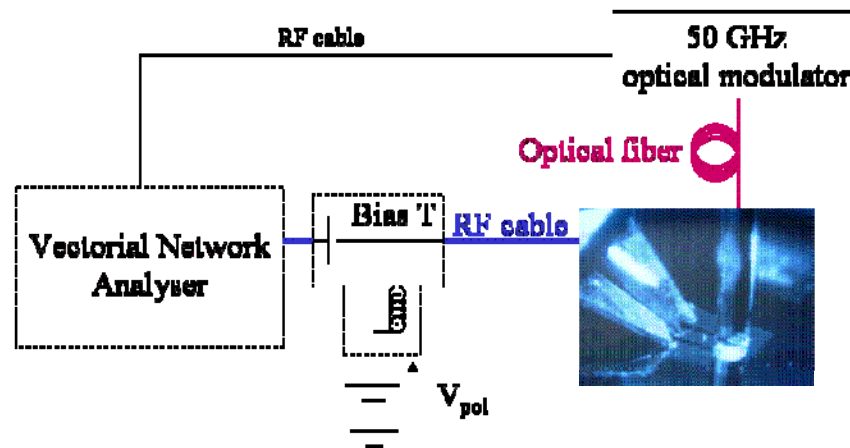 RF cable
50 GHz
optical modulator
Optical fiber
Vectorial Network
Analyser
Bias T
RF cable
Vpol